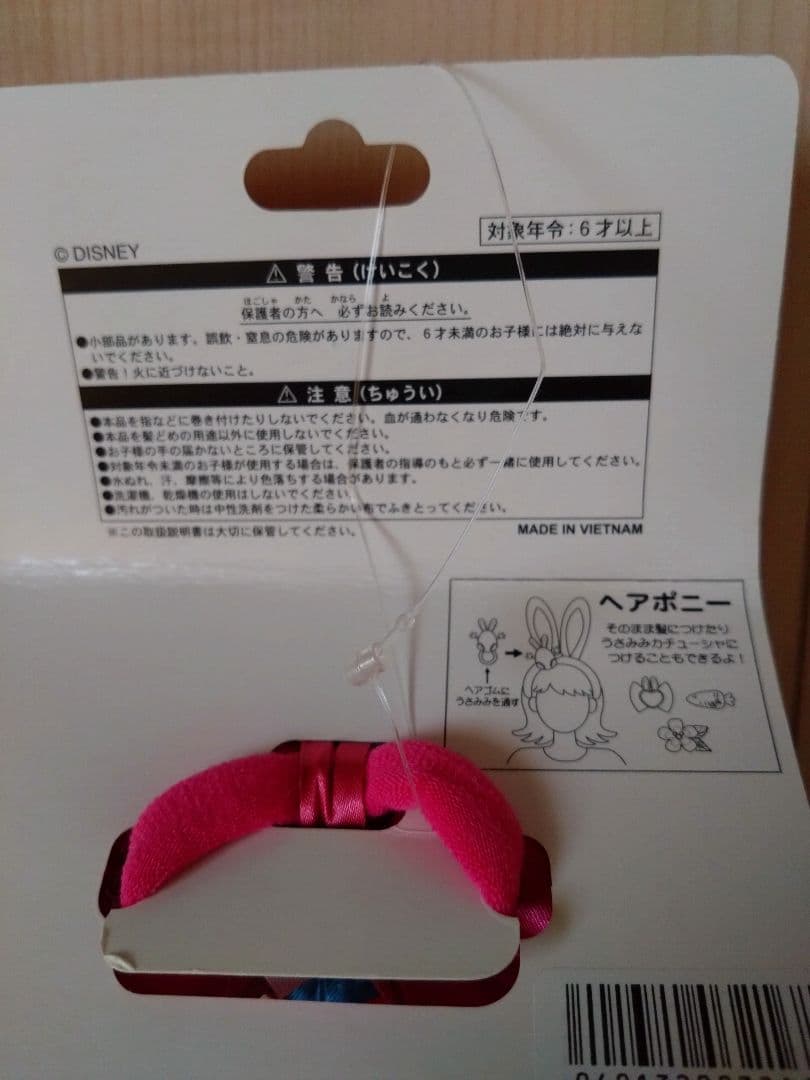 対象年令：6才以上
© DISNEY
⚠ 警告(けいこく)
ほごしゃ かた かなら よ
保護者の方へ 必ずお読みください。
●小部品があります。誤飲・窒息の危険がありますので、6才未満のお子様には絶対に与えな
いでください。
●警告！火に近づけないこと。
⚠ 注意(ちゅうい)
●本品を指などに巻き付けたりしないでください。血が通わなくなり危険です。
●本品を髪どめの用途以外に使用しないでください。
●お子様の手の届かないところに保管してください。
●対象年令未満のお子様が使用する場合は、保護者の指導のもと必ず一緒に使用してください。
●水ぬれ、汗、摩擦等により色落ちする場合があります。
●洗濯機、乾燥機の使用はしないでください。
●汚れがついた時は中性洗剤をつけた柔らかい布でふきとってください。
※この取扱説明書は大切に保管してください。
MADE IN VIETNAM
ヘアポニー
そのまま髪につけたり
うさみみカチューシャに
つけることもできるよ！
ヘアゴムに
うさみみを通す